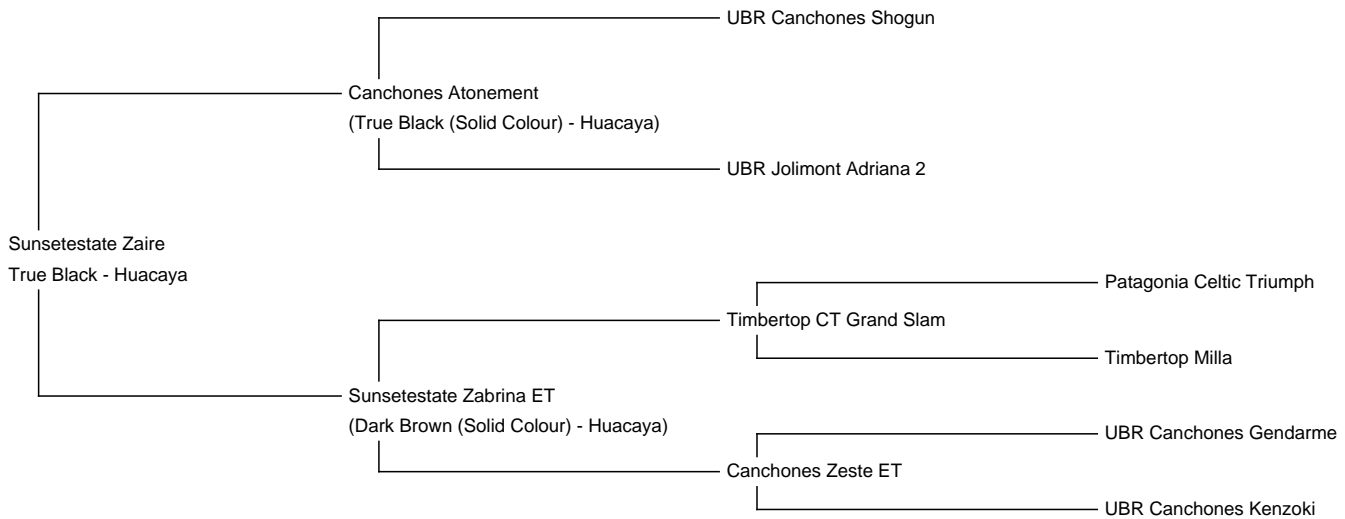 UBR Canchones Shogun
Canchones Atonement
(True Black (Solid Colour) - Huacaya)
UBR Jolimont Adriana 2
Sunsetestate Zaire
True Black - Huacaya
Patagonia Celtic Triumph
Timbertop CT Grand Slam
Timbertop Milla
Sunsetestate Zabrina ET
(Dark Brown (Solid Colour) - Huacaya)
UBR Canchones Gendarme
Canchones Zeste ET
UBR Canchones Kenzoki